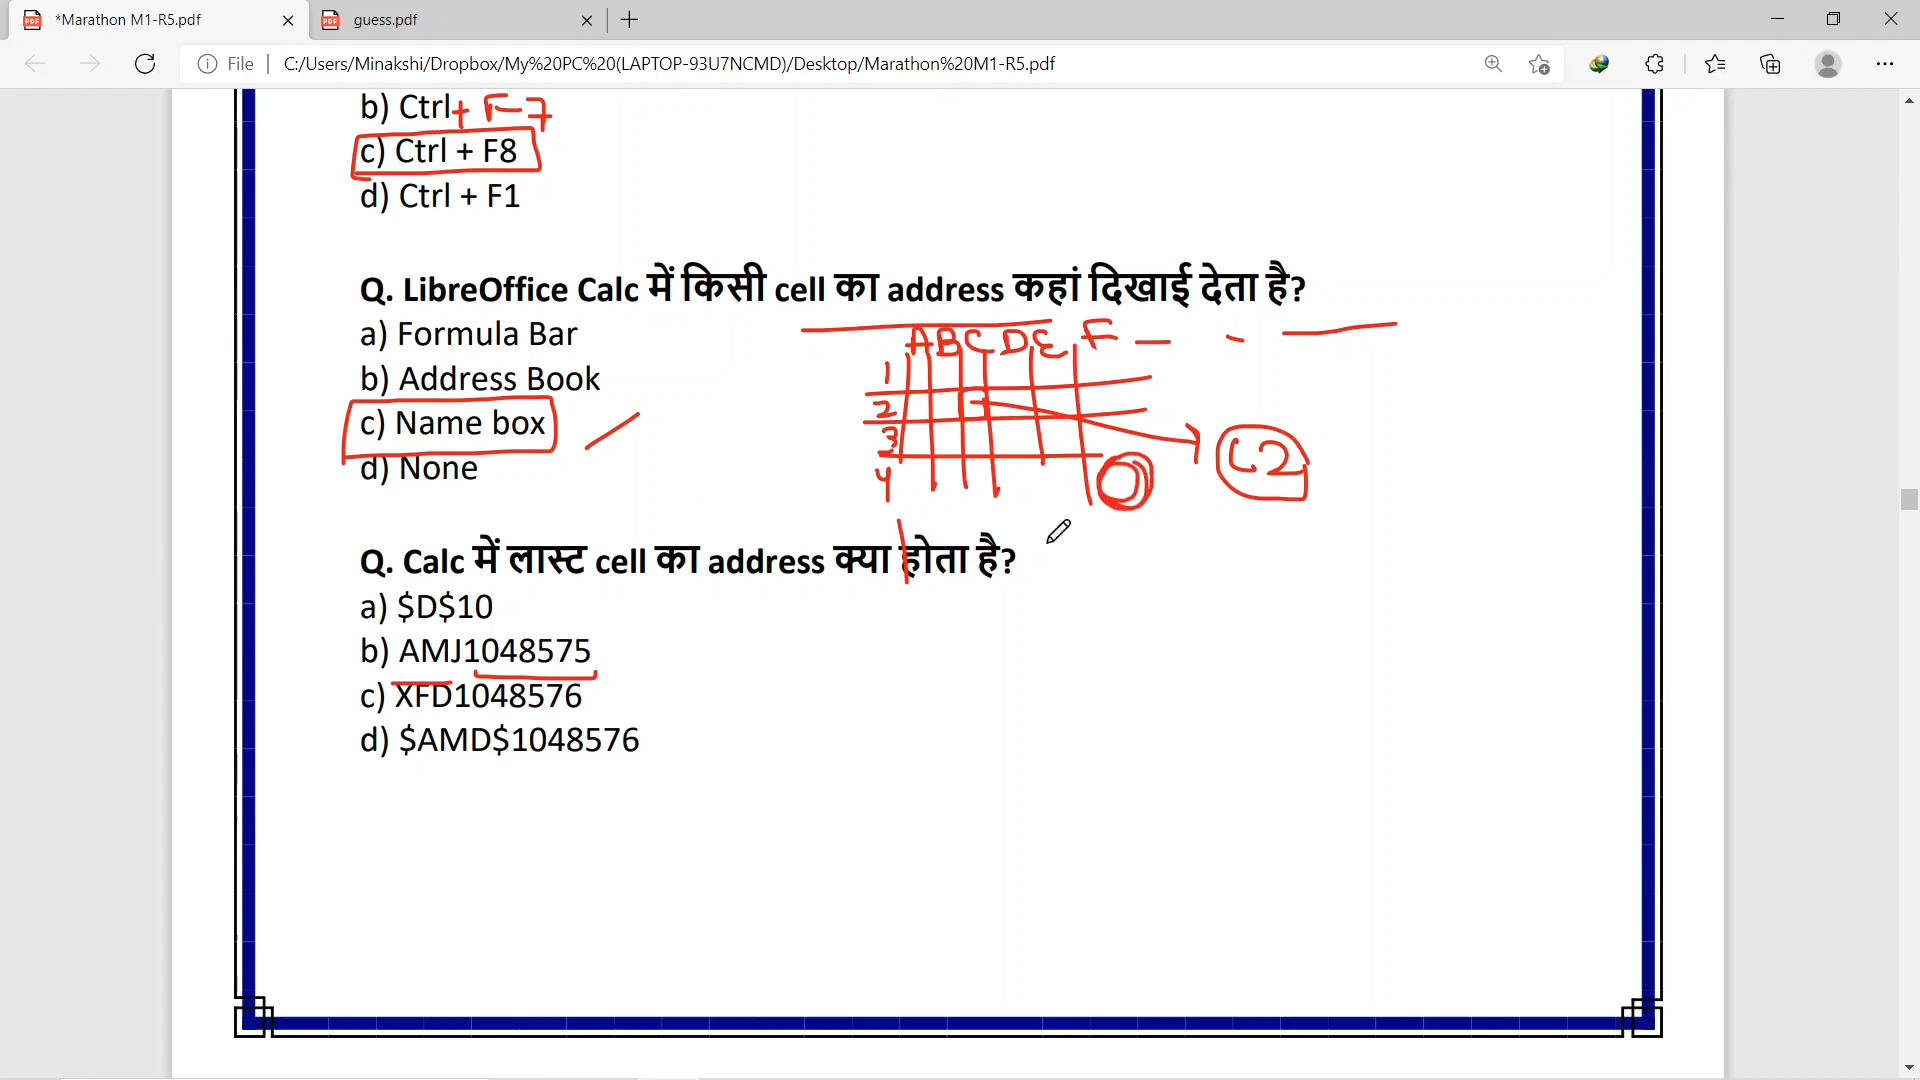 *Marathon M1-R5.pdf
guess.pdf
File
C:/Users/Minakshi/Dropbox/My%20PC%20(LAPTOP-93U7NCMD)/Desktop/Marathon%20M1-R5.pdf
b) Ctrl + F-7
c) Ctrl + F8
d) Ctrl + F1
Q. LibreOffice Calc में किसी cell का address कहां दिखाई देता है?
a) Formula Bar
b) Address Book
c) Name box
d) None
A B C D E F
1
2
3
4
C2
Q. Calc में लास्ट cell का address क्या होता है?
a) $D$10
b) AMJ1048575
c) XFD1048576
d) $AMD$1048576